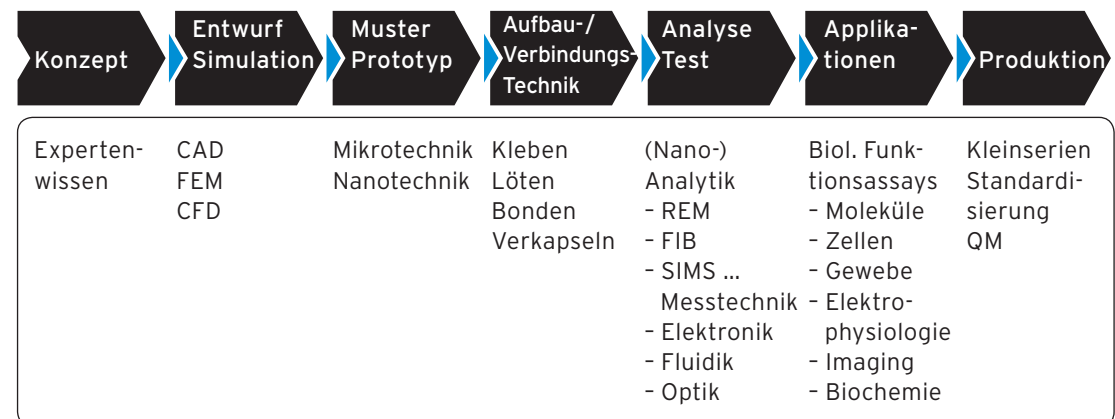 Konzept
Entwurf
Simulation
Muster
Prototyp
Aufbau-/
Verbindungs-
Technik
Analyse
Test
Applika-
tionen
Produktion
Experten-
wissen
CAD
FEM
CFD
Mikrotechnik
Nanotechnik
Kleben
Löten
Bonden
Verkapseln
(Nano-)
Analytik
– REM
– FIB
– SIMS ...
Messtechnik
– Elektronik
– Fluidik
– Optik
Biol. Funk-
tionsassays
– Moleküle
– Zellen
– Gewebe
– Elektro-
physiologie
– Imaging
– Biochemie
Kleinserien
Standardi-
sierung
QM